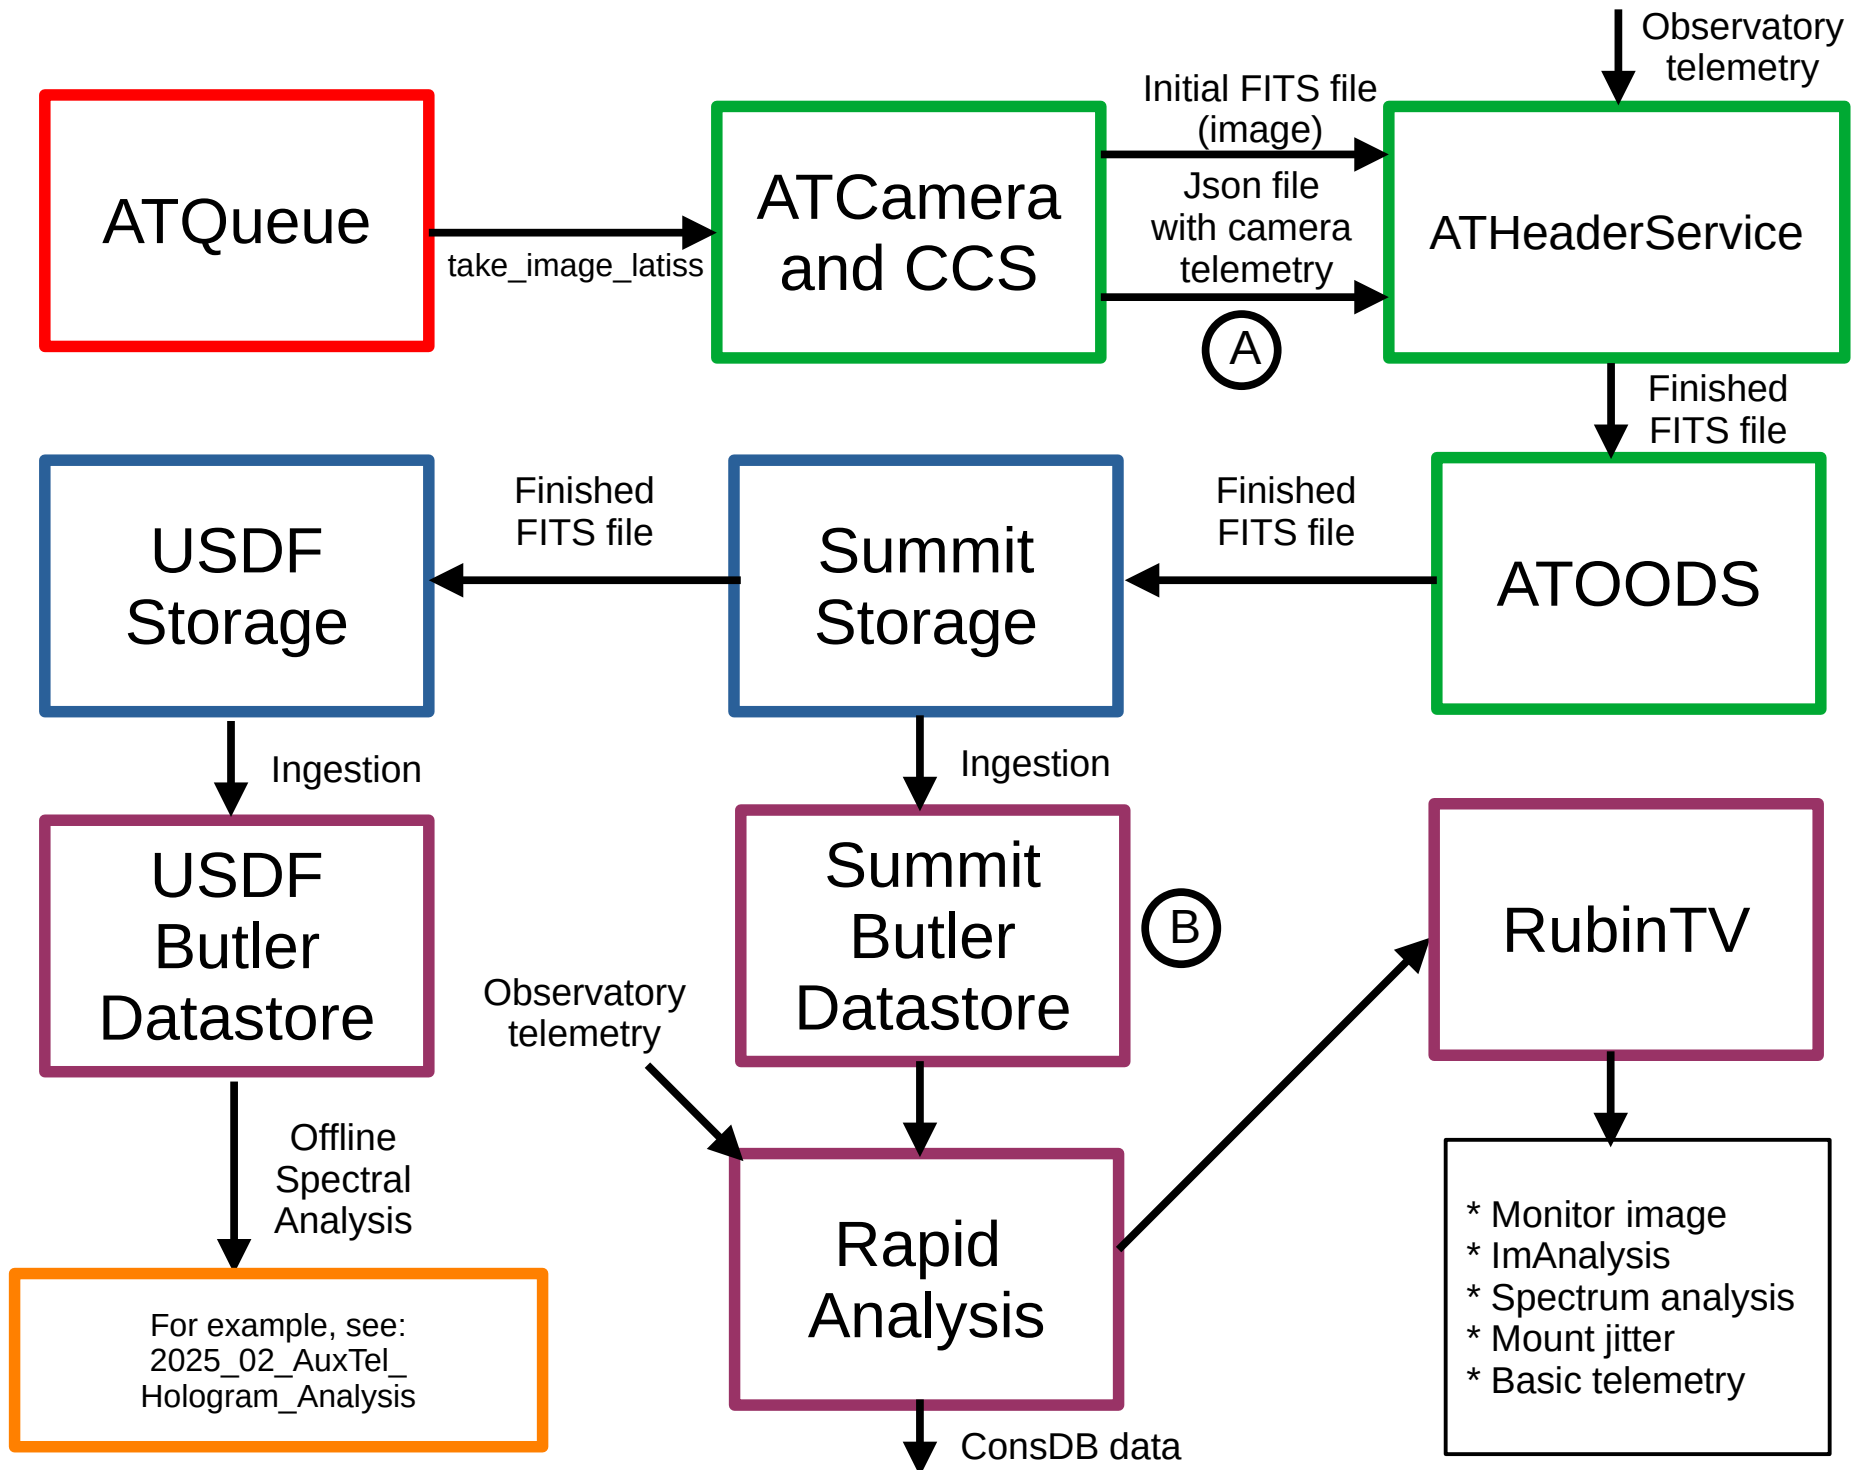 Observatory
telemetry
ATQueue
take_image_latiss
ATCamera
and CCS
Initial FITS file
(image)
Json file
with camera
telemetry
A
ATHeaderService
Finished
FITS file
USDF
Storage
Finished
FITS file
Summit
Storage
Finished
FITS file
ATOODS
Ingestion
Ingestion
USDF
Butler
Datastore
Summit
Butler
Datastore
B
RubinTV
Observatory
telemetry
Offline
Spectral
Analysis
Rapid
Analysis
* Monitor image
* ImAnalysis
* Spectrum analysis
* Mount jitter
* Basic telemetry
For example, see:
2025_02_AuxTel_
Hologram_Analysis
ConsDB data